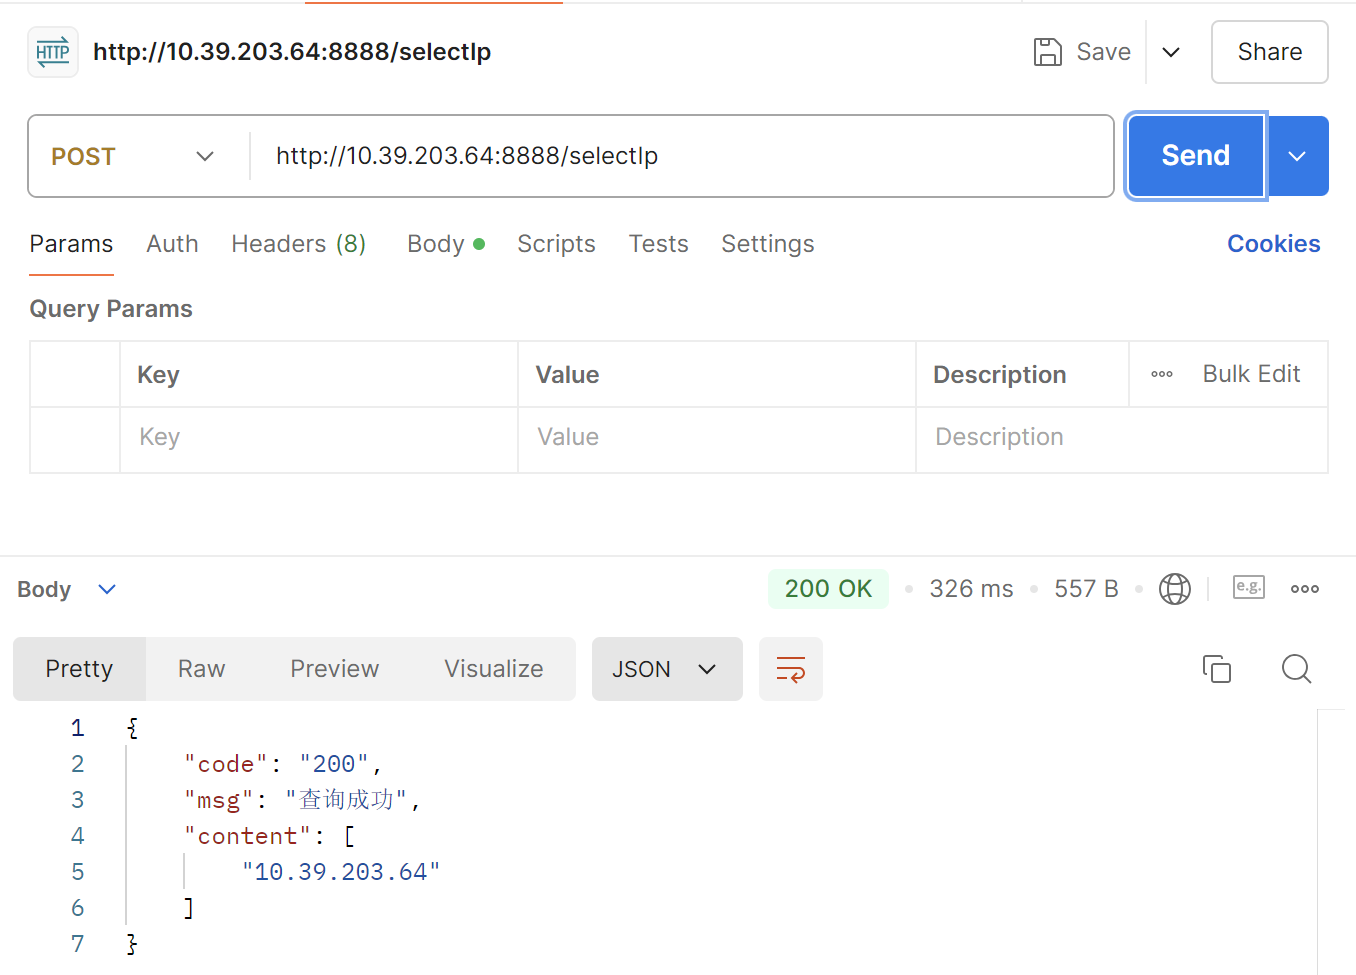 HTTP http://10.39.203.64:8888/selectIp Save Share
POST http://10.39.203.64:8888/selectIp Send
Params Auth Headers (8) Body Scripts Tests Settings Cookies
Query Params
Key Value Description Bulk Edit
Key Value Description
Body 200 OK 326 ms 557 B e.g.
Pretty Raw Preview Visualize JSON
1 {
2 "code": "200",
3 "msg": "查询成功",
4 "content": [
5 "10.39.203.64"
6 ]
7 }